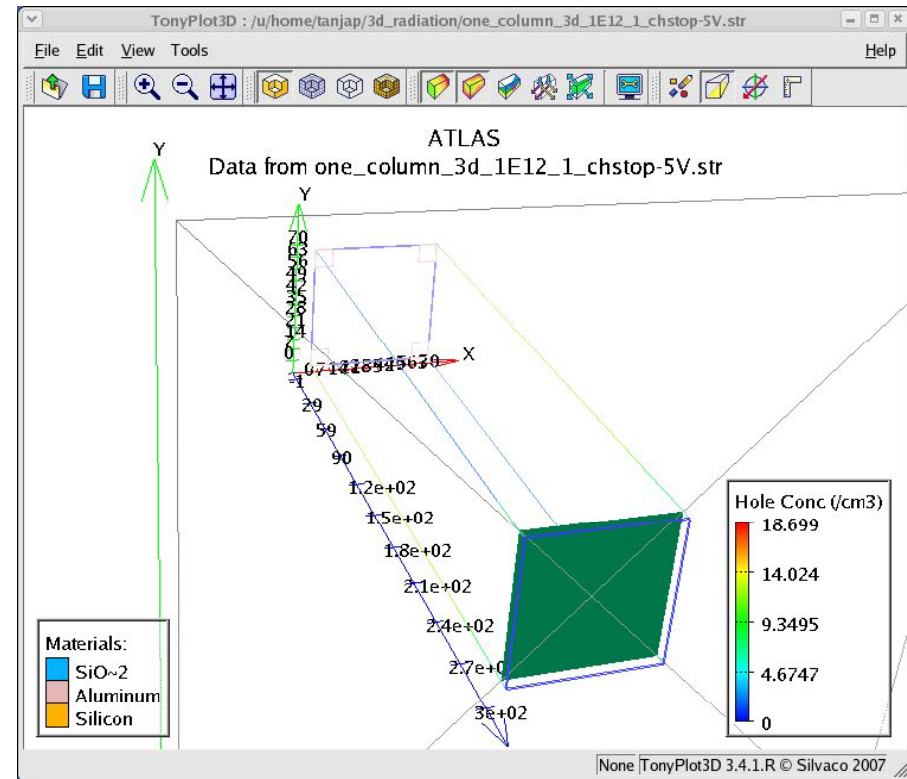 TonyPlot3D : /u/home/tanjap/3d_radiation/one_column_3d_1E12_1_chstop-5V.str
File Edit View Tools Help
ATLAS
Data from one_column_3d_1E12_1_chstop-5V.str
Y
Y
70
63
56
49
42
35
28
21
14
7
0
X
-1
29
59
90
1.2e+02
1.5e+02
1.8e+02
2.1e+02
2.4e+02
2.7e+0
3e+02
Hole Conc (/cm3)
18.699
14.024
9.3495
4.6747
0
Materials:
SiO~2
Aluminum
Silicon
None TonyPlot3D 3.4.1.R © Silvaco 2007